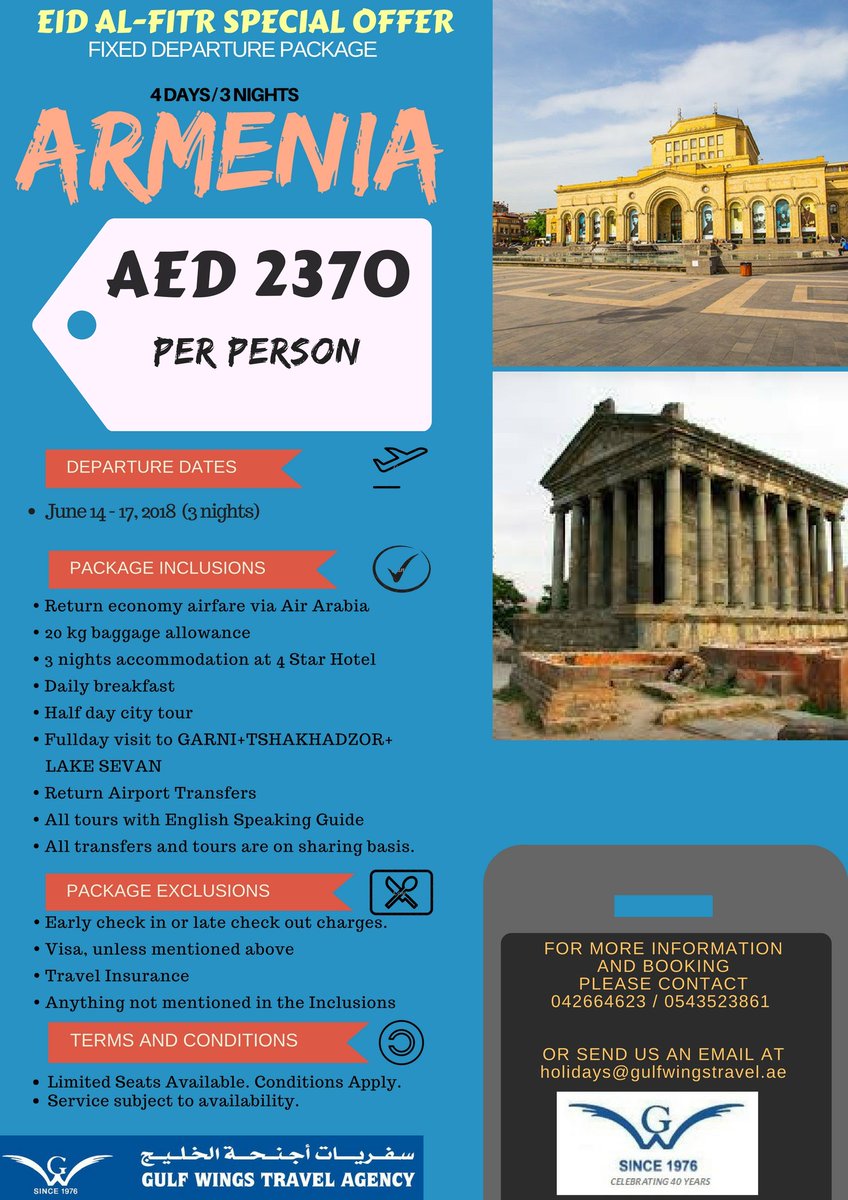 EID AL-FITR SPECIAL OFFER
FIXED DEPARTURE PACKAGE
4 DAYS / 3 NIGHTS
ARMENIA
AED 2370
PER PERSON
DEPARTURE DATES
• June 14 - 17, 2018 (3 nights)
PACKAGE INCLUSIONS
• Return economy airfare via Air Arabia
• 20 kg baggage allowance
• 3 nights accommodation at 4 Star Hotel
• Daily breakfast
• Half day city tour
• Fullday visit to GARNI+TSHAKHADZOR+
LAKE SEVAN
• Return Airport Transfers
• All tours with English Speaking Guide
• All transfers and tours are on sharing basis.
PACKAGE EXCLUSIONS
• Early check in or late check out charges.
• Visa, unless mentioned above
• Travel Insurance
• Anything not mentioned in the Inclusions
TERMS AND CONDITIONS
• Limited Seats Available. Conditions Apply.
• Service subject to availability.
GW
SINCE 1976
سفريات أجنحة الخليج
GULF WINGS TRAVEL AGENCY
FOR MORE INFORMATION
AND BOOKING
PLEASE CONTACT
042664623 / 0543523861
OR SEND US AN EMAIL AT
holidays@gulfwingstravel.ae
GW
SINCE 1976
CELEBRATING 40 YEARS